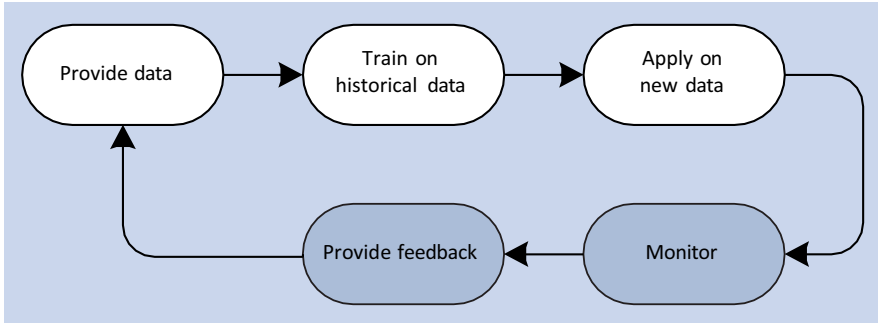 Provide data
Train on
historical data
Apply on
new data
Provide feedback
Monitor